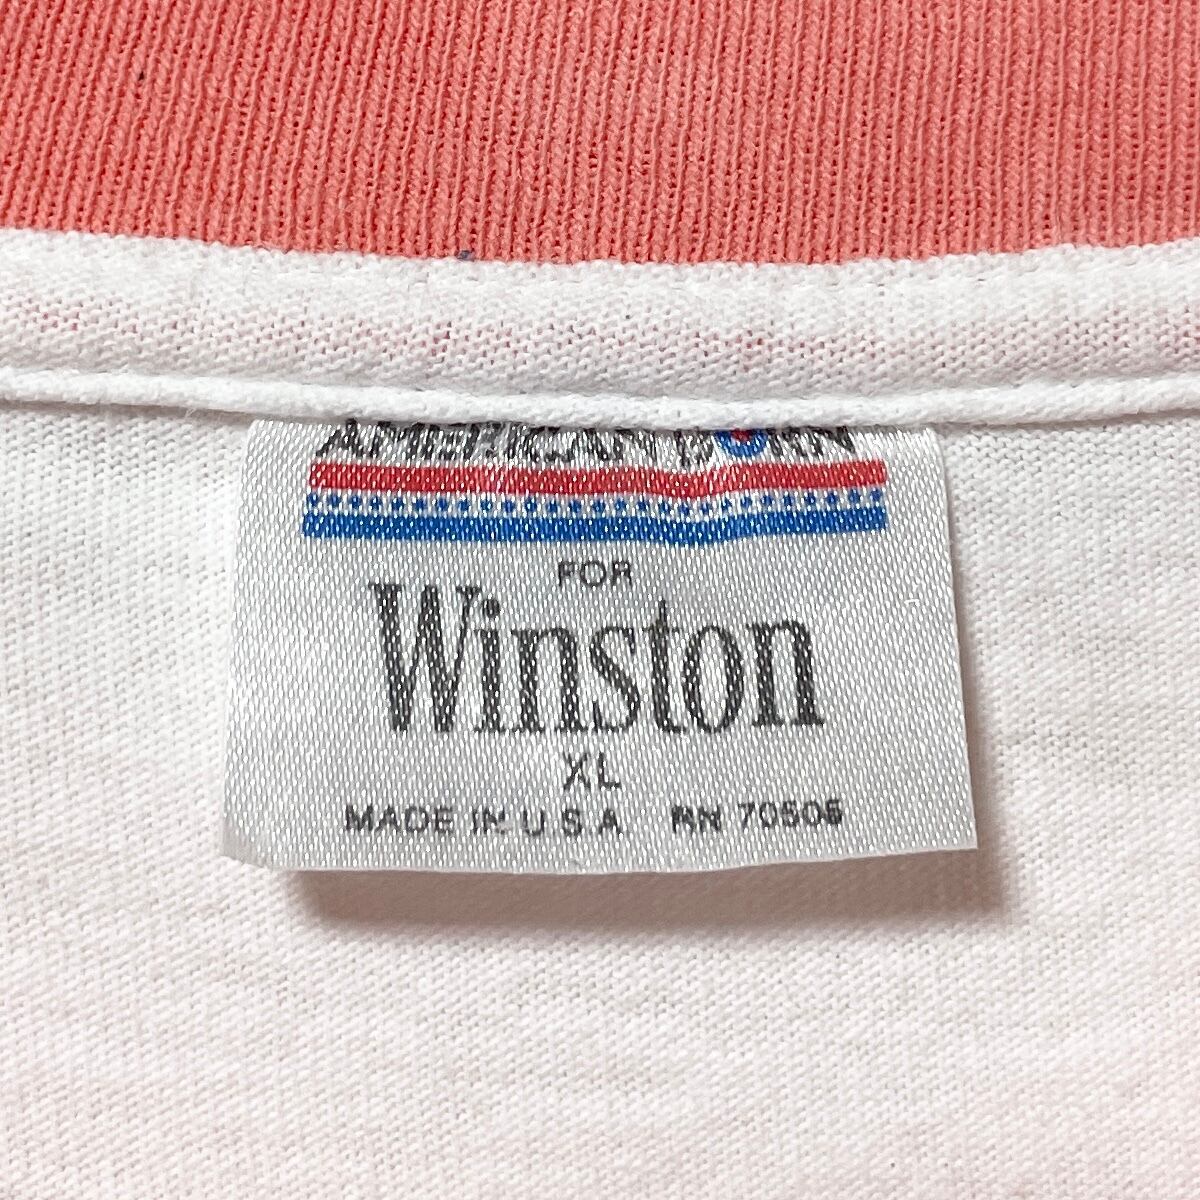 AMERICAN BORN
FOR
Winston
XL
MADE IN U.S.A RN 70505